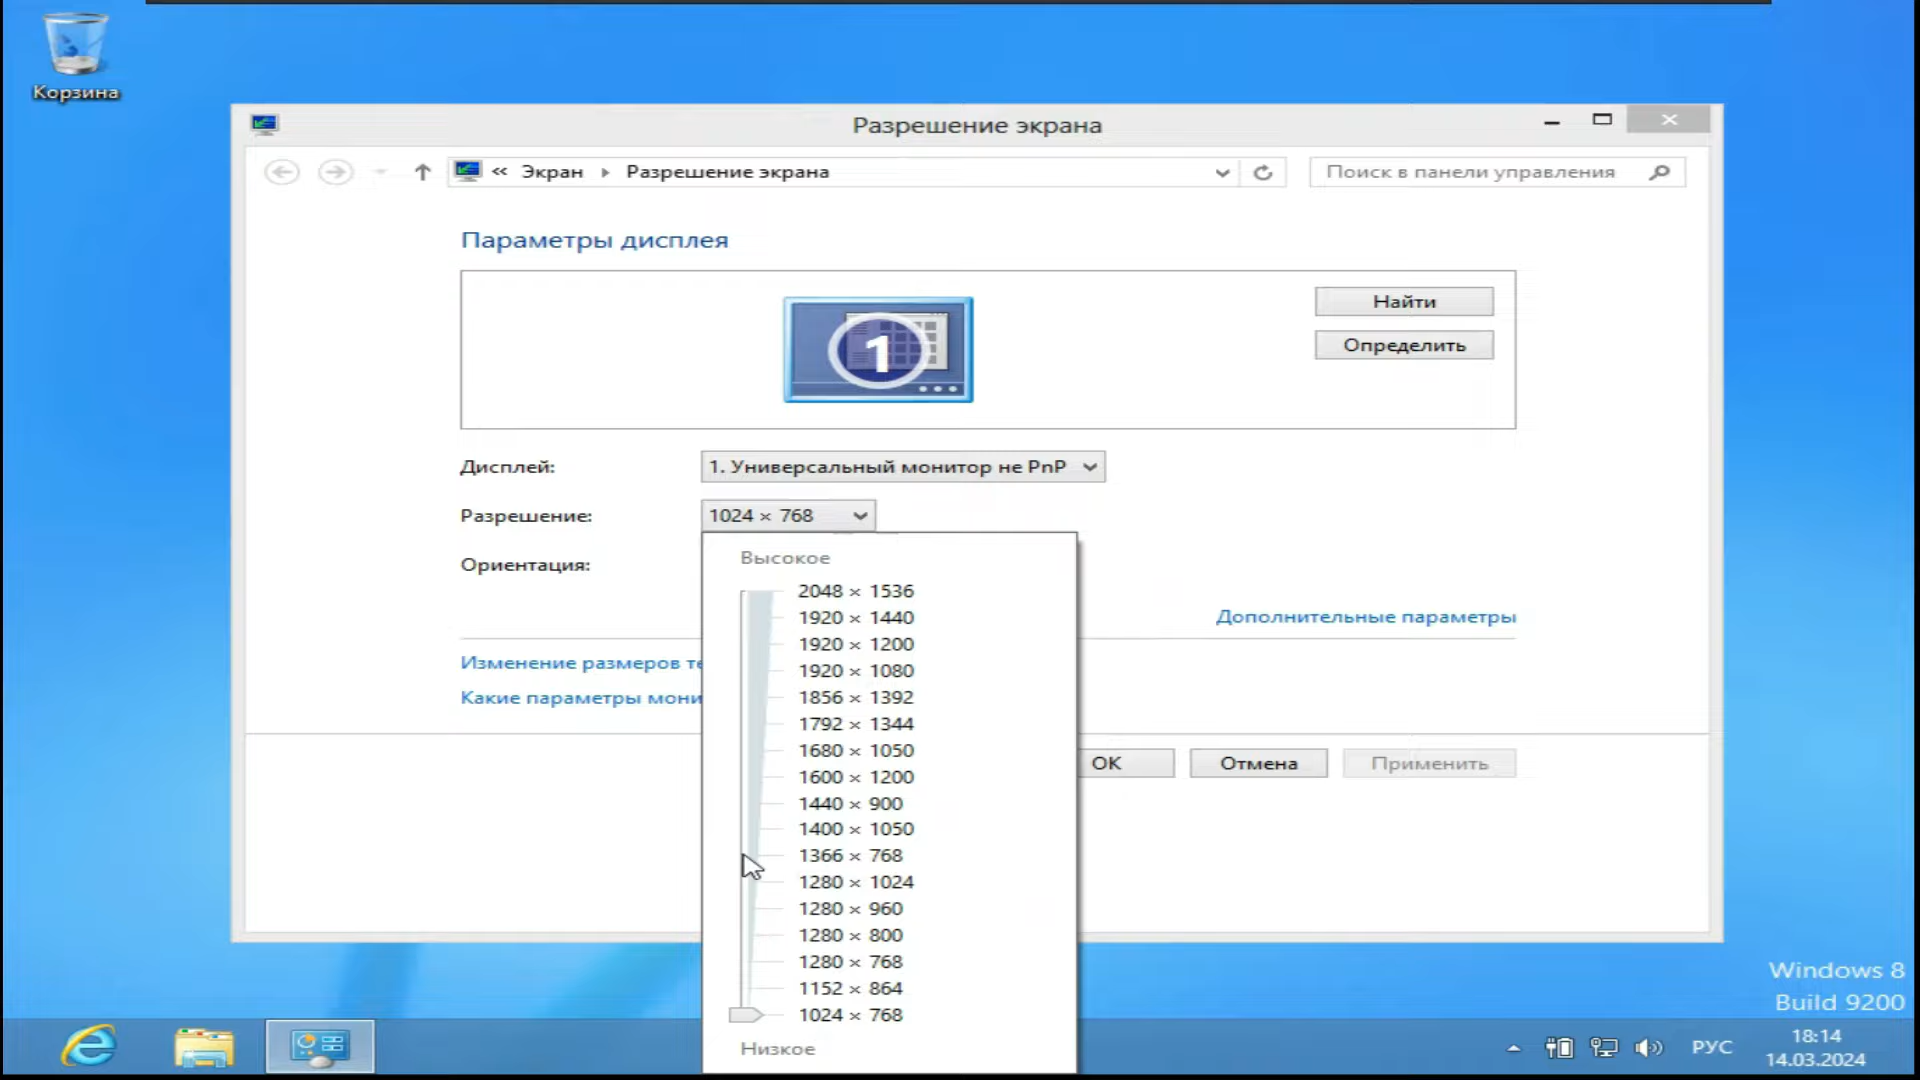 Корзина
Разрешение экрана
« Экран ▸ Разрешение экрана
Поиск в панели управления
Параметры дисплея
1
Найти
Определить
Дисплей:
1. Универсальный монитор не PnP
Разрешение:
1024 × 768
Ориентация:
Высокое
2048 × 1536
1920 × 1440
1920 × 1200
1920 × 1080
1856 × 1392
1792 × 1344
1680 × 1050
1600 × 1200
1440 × 900
1400 × 1050
1366 × 768
1280 × 1024
1280 × 960
1280 × 800
1280 × 768
1152 × 864
1024 × 768
Низкое
Дополнительные параметры
Изменение размеров те
Какие параметры мони
ОК
Отмена
Применить
Windows 8
Build 9200
РУС
18:14
14.03.2024